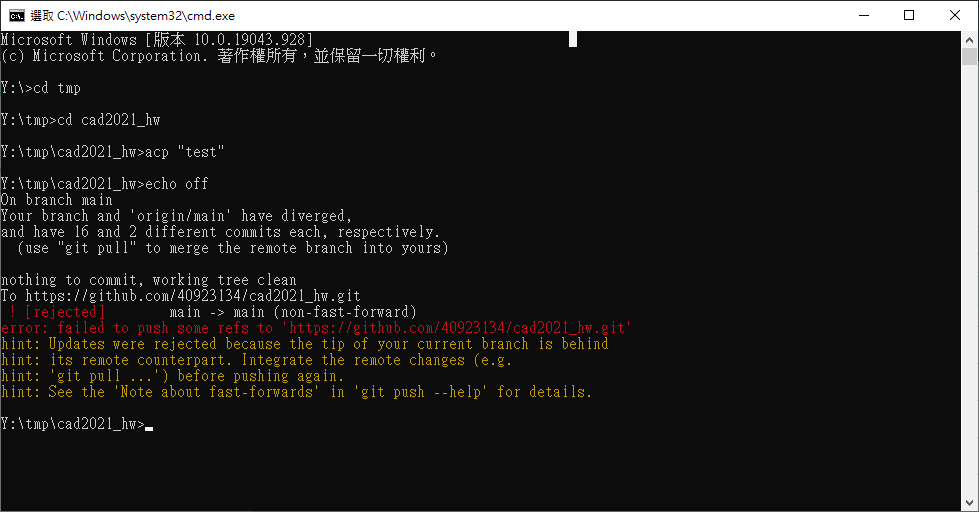 選取 C:\Windows\system32\cmd.exe
Microsoft Windows [版本 10.0.19043.928]
(c) Microsoft Corporation. 著作權所有，並保留一切權利。
Y:\>cd tmp
Y:\tmp>cd cad2021_hw
Y:\tmp\cad2021_hw>acp "test"
Y:\tmp\cad2021_hw>echo off
On branch main
Your branch and 'origin/main' have diverged,
and have 16 and 2 different commits each, respectively.
  (use "git pull" to merge the remote branch into yours)
nothing to commit, working tree clean
To https://github.com/40923134/cad2021_hw.git
 ! [rejected]        main -> main (non-fast-forward)
error: failed to push some refs to 'https://github.com/40923134/cad2021_hw.git'
hint: Updates were rejected because the tip of your current branch is behind
hint: its remote counterpart. Integrate the remote changes (e.g.
hint: 'git pull ...') before pushing again.
hint: See the 'Note about fast-forwards' in 'git push --help' for details.
Y:\tmp\cad2021_hw>